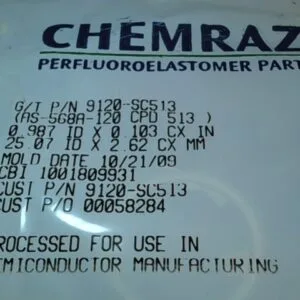 CHEMRAZ
PERFLUOROELASTOMER PART
G/T P/N 9120-SC513
(AS-568A-120 CPD 513 )
0.987 ID X 0.103 CX IN
25.07 ID X 2.62 CX MM
MOLD DATE 10/21/09
CBI 1001809931
CUST P/N 9120-SC513
CUST P/O 00058284
PROCESSED FOR USE IN
SEMICONDUCTOR MANUFACTURING